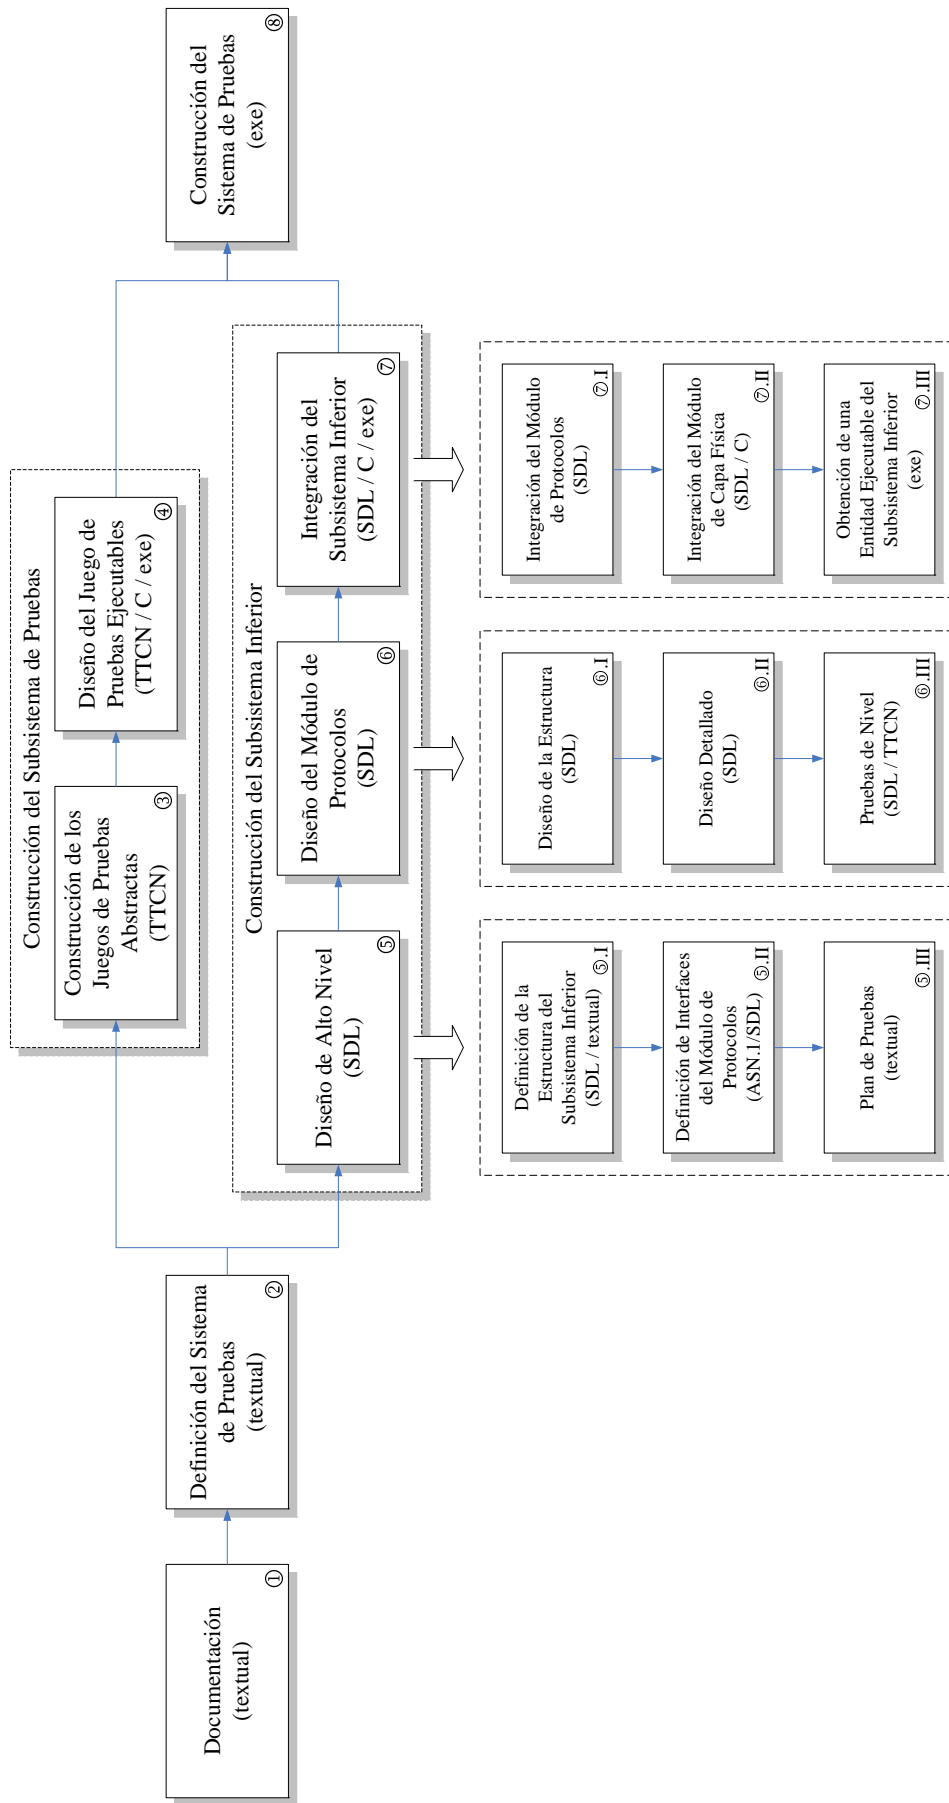 Documentación
(textual)
①
Definición del Sistema
de Pruebas
(textual)
②
Construcción del Subsistema de Pruebas
Construcción de los
Juegos de Pruebas
Abstractas
(TTCN)
③
Diseño del Juego de
Pruebas Ejecutables
(TTCN / C / exe)
④
Construcción del Subsistema Inferior
Diseño de Alto Nivel
(SDL)
⑤
Diseño del Módulo de
Protocolos
(SDL)
⑥
Integración del
Subsistema Inferior
(SDL / C / exe)
⑦
Construcción del
Sistema de Pruebas
(exe)
⑧
Definición de la
Estructura del
Subsistema Inferior
(SDL / textual)
⑤.I
Definición de Interfaces
del Módulo de
Protocolos
(ASN.1/SDL)
⑤.II
Plan de Pruebas
(textual)
⑤.III
Diseño de la Estructura
(SDL)
⑥.I
Diseño Detallado
(SDL)
⑥.II
Pruebas de Nivel
(SDL / TTCN)
⑥.III
Integración del Módulo
de Protocolos
(SDL)
⑦.I
Integración del Módulo
de Capa Física
(SDL / C)
⑦.II
Obtención de una
Entidad Ejecutable del
Subsistema Inferior
(exe)
⑦.III